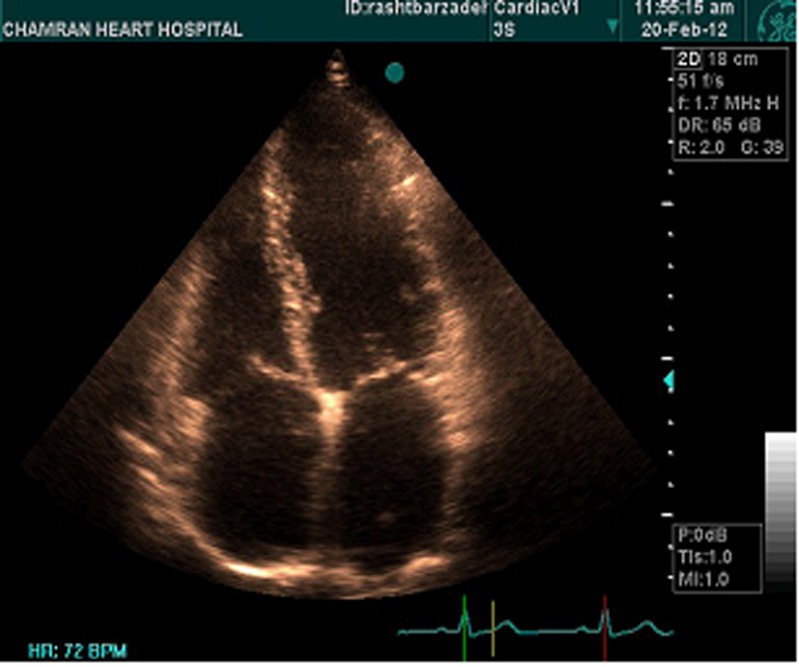 ID:rashtbarzadeh CardiacV1 11:55:15 am
CHAMRAN HEART HOSPITAL 3S 20-Feb-12
2D 18 cm
51 f/s
f: 1.7 MHz H
DR: 65 dB
R: 2.0 G: 39
P:0dB
TIs:1.0
MI:1.0
HR: 72 BPM